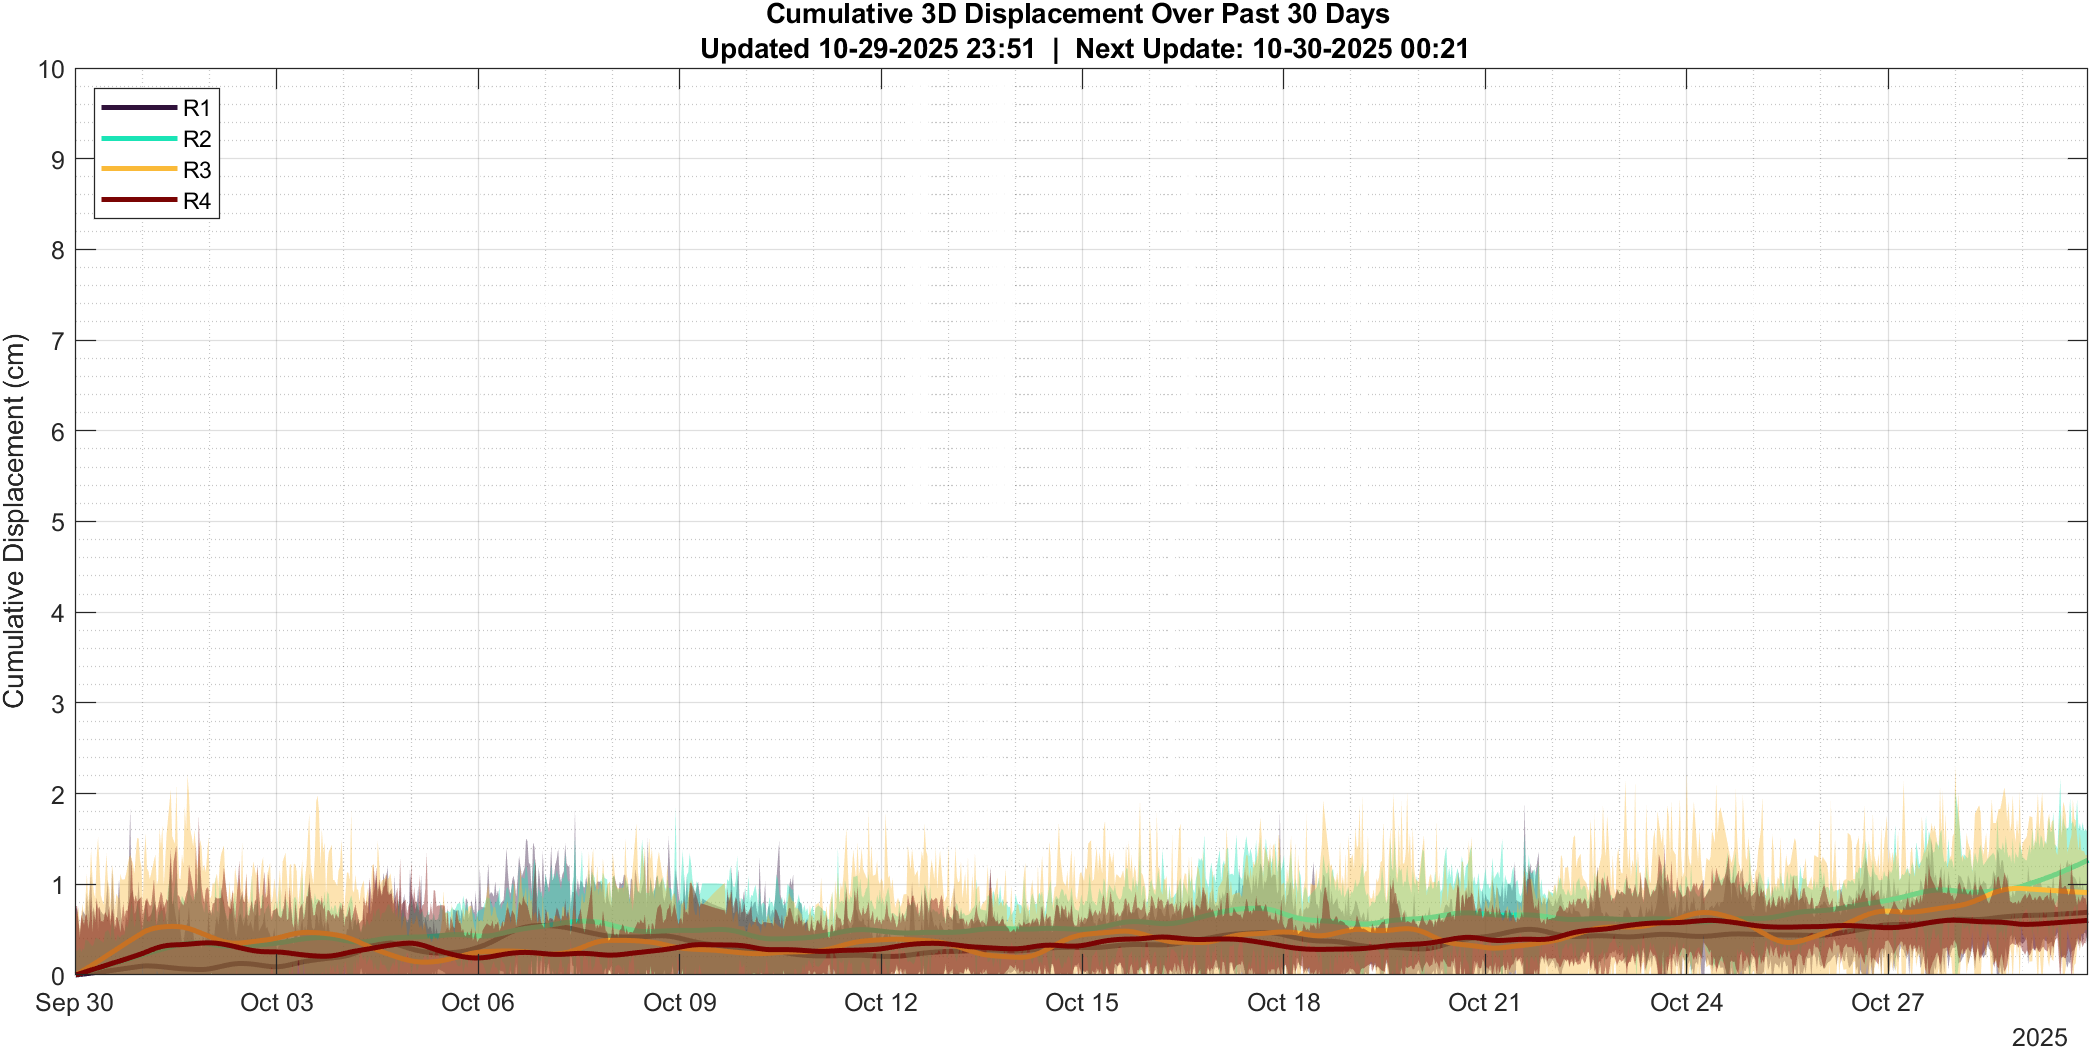 Cumulative 3D Displacement Over Past 30 Days
Updated 10-29-2025 23:51 | Next Update: 10-30-2025 00:21
Cumulative Displacement (cm)
10
9
8
7
6
5
4
3
2
1
0
R1
R2
R3
R4
Sep 30 Oct 03 Oct 06 Oct 09 Oct 12 Oct 15 Oct 18 Oct 21 Oct 24 Oct 27
2025